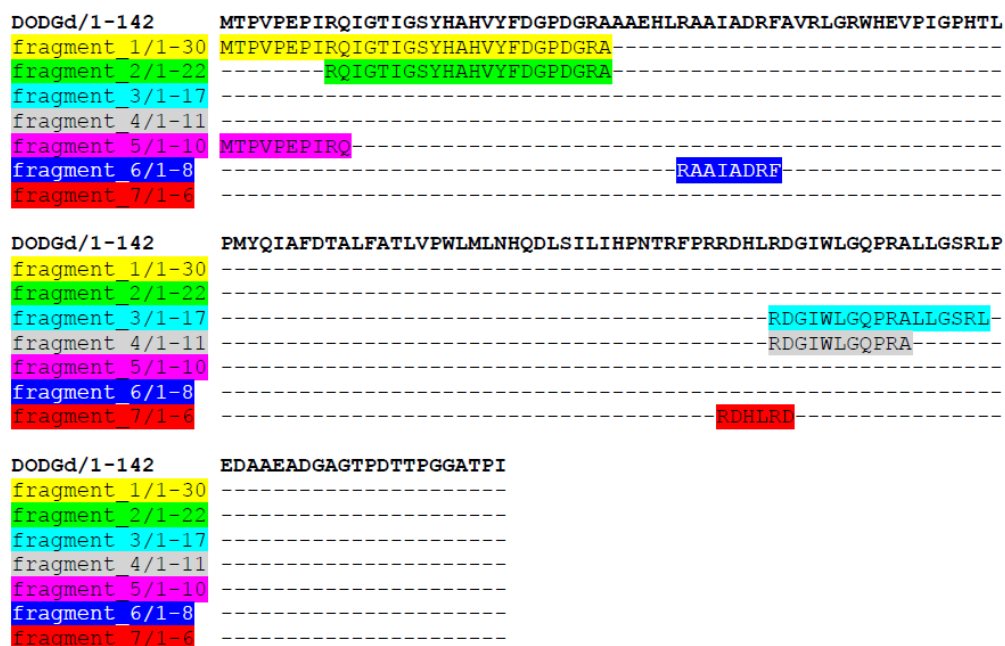 DODGd/1-142 MTPVPEPIRQIGTIGSYHAHVYFDGPDGRAAAEHLRAAIADRFAVRLGRWHEVPIGPHTL
fragment_1/1-30 MTPVPEPIRQIGTIGSYHAHVYFDGPDGRA------------------------------
fragment_2/1-22 --------RQIGTIGSYHAHVYFDGPDGRA------------------------------
fragment_3/1-17 ------------------------------------------------------------
fragment_4/1-11 ------------------------------------------------------------
fragment_5/1-10 MTPVPEPIRQ--------------------------------------------------
fragment_6/1-8 -----------------------------------RAAIADRF-----------------
fragment_7/1-6 ------------------------------------------------------------
DODGd/1-142 PMYQIAFDTALFATLVPWLMLNHQDLSILIHPNTRFPRRDHLRDGIWLGQPRALLGSRLP
fragment_1/1-30 ------------------------------------------------------------
fragment_2/1-22 ------------------------------------------------------------
fragment_3/1-17 ------------------------------------------RDGIWLGQPRALLGSRL-
fragment_4/1-11 ------------------------------------------RDGIWLGQPRA-------
fragment_5/1-10 ------------------------------------------------------------
fragment_6/1-8 ------------------------------------------------------------
fragment_7/1-6 --------------------------------------RDHLRD----------------
DODGd/1-142 EDAAEADGAGTPDTTPGGATPI
fragment_1/1-30 ----------------------
fragment_2/1-22 ----------------------
fragment_3/1-17 ----------------------
fragment_4/1-11 ----------------------
fragment_5/1-10 ----------------------
fragment_6/1-8 ----------------------
fragment_7/1-6 ----------------------